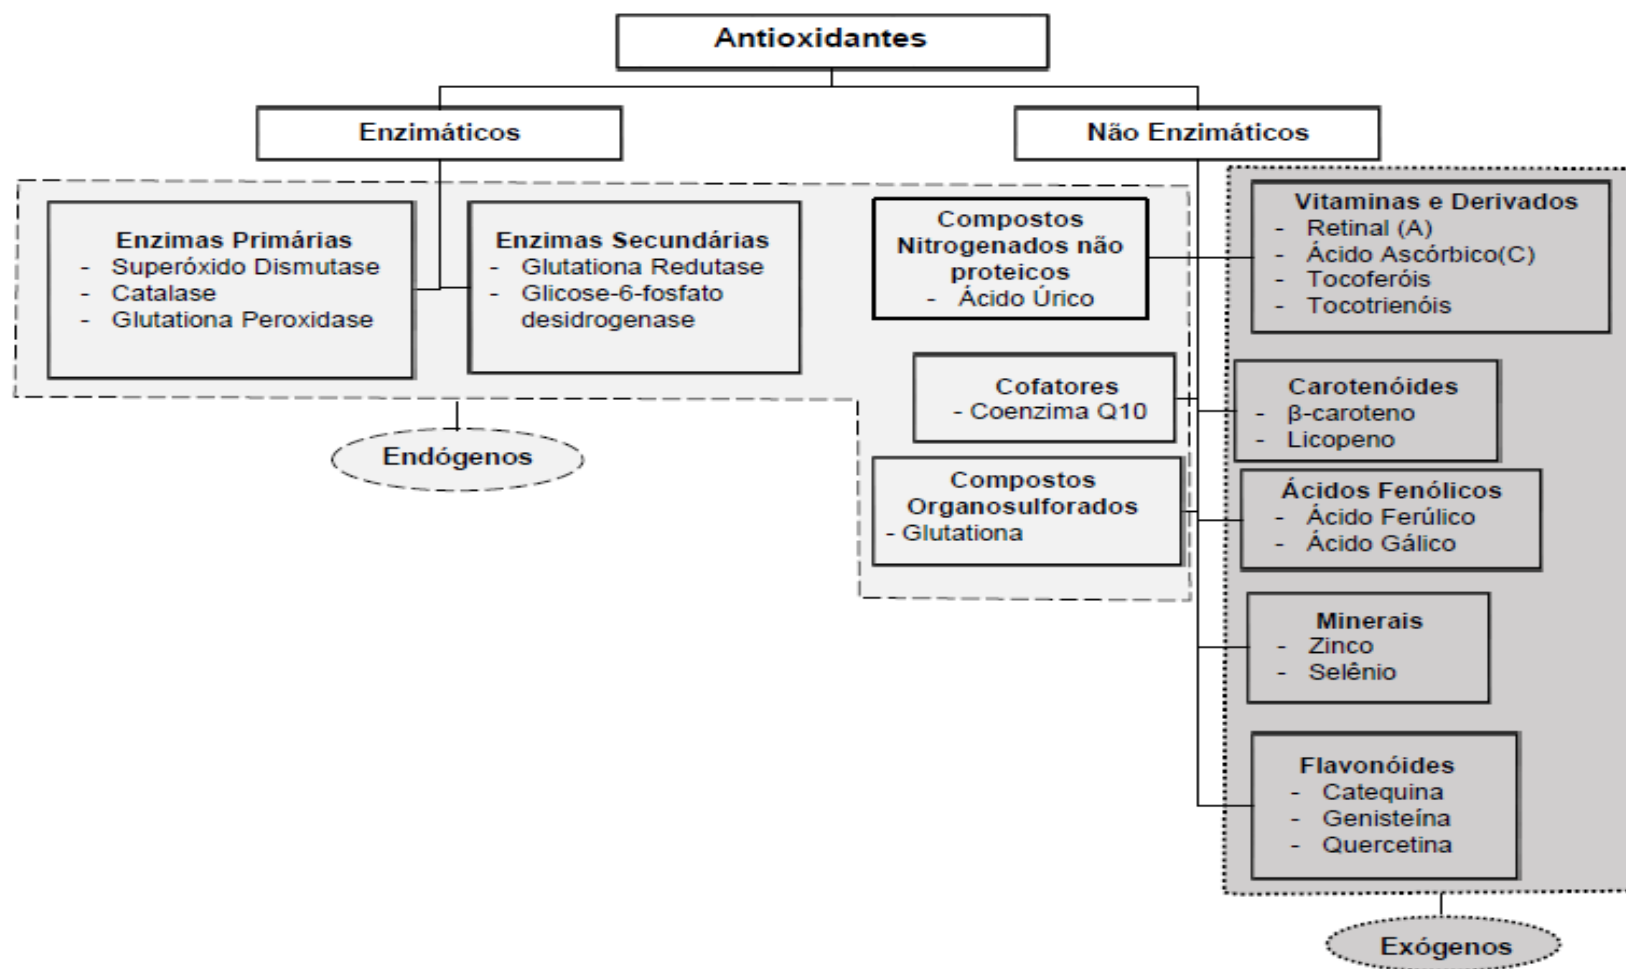 Antioxidantes
Enzimáticos
Não Enzimáticos
Enzimas Primárias
- Superóxido Dismutase
- Catalase
- Glutationa Peroxidase
Enzimas Secundárias
- Glutationa Redutase
- Glicose-6-fosfato
desidrogenase
Compostos
Nitrogenados não
proteicos
- Ácido Úrico
Cofatores
- Coenzima Q10
Compostos
Organosulforados
- Glutationa
Endógenos
Vitaminas e Derivados
- Retinal (A)
- Ácido Ascórbico(C)
- Tocoferóis
- Tocotrienóis
Carotenóides
- β-caroteno
- Licopeno
Ácidos Fenólicos
- Ácido Ferúlico
- Ácido Gálico
Minerais
- Zinco
- Selênio
Flavonóides
- Catequina
- Genisteína
- Quercetina
Exógenos